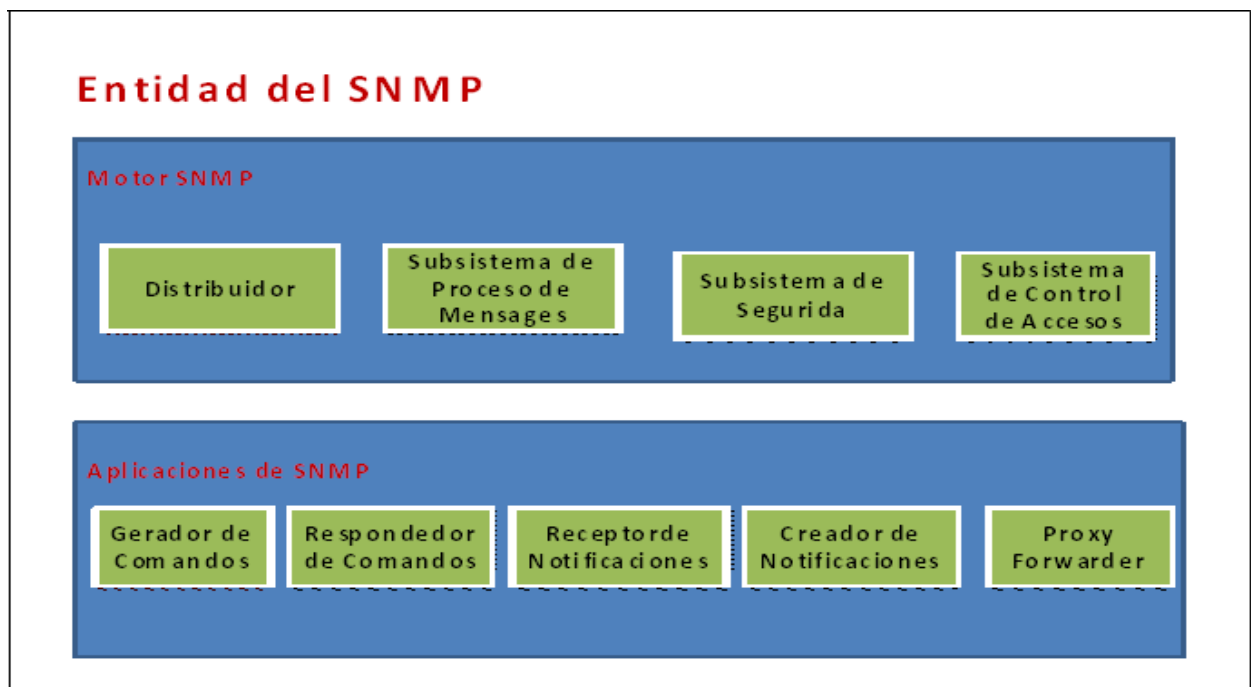 Entidad del SNMP
Motor SNMP
Distribuidor
Subsistema de
Proceso de
Mensages
Subsistema de
Segurida
Subsistema
de Control
de Accesos
Aplicaciones de SNMP
Gerador de
Comandos
Respondedor
de Comandos
Receptor de
Notificaciones
Creador de
Notificaciones
Proxy
Forwarder